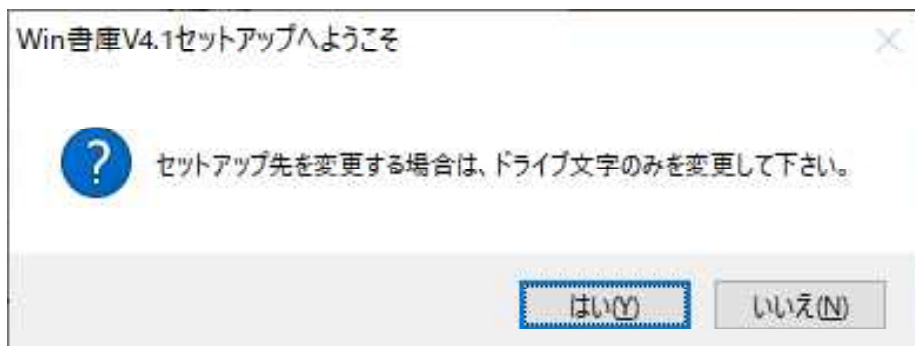 Win書庫V4.1セットアップへようこそ
セットアップ先を変更する場合は、ドライブ文字のみを変更して下さい。
はい(Y)
いいえ(N)